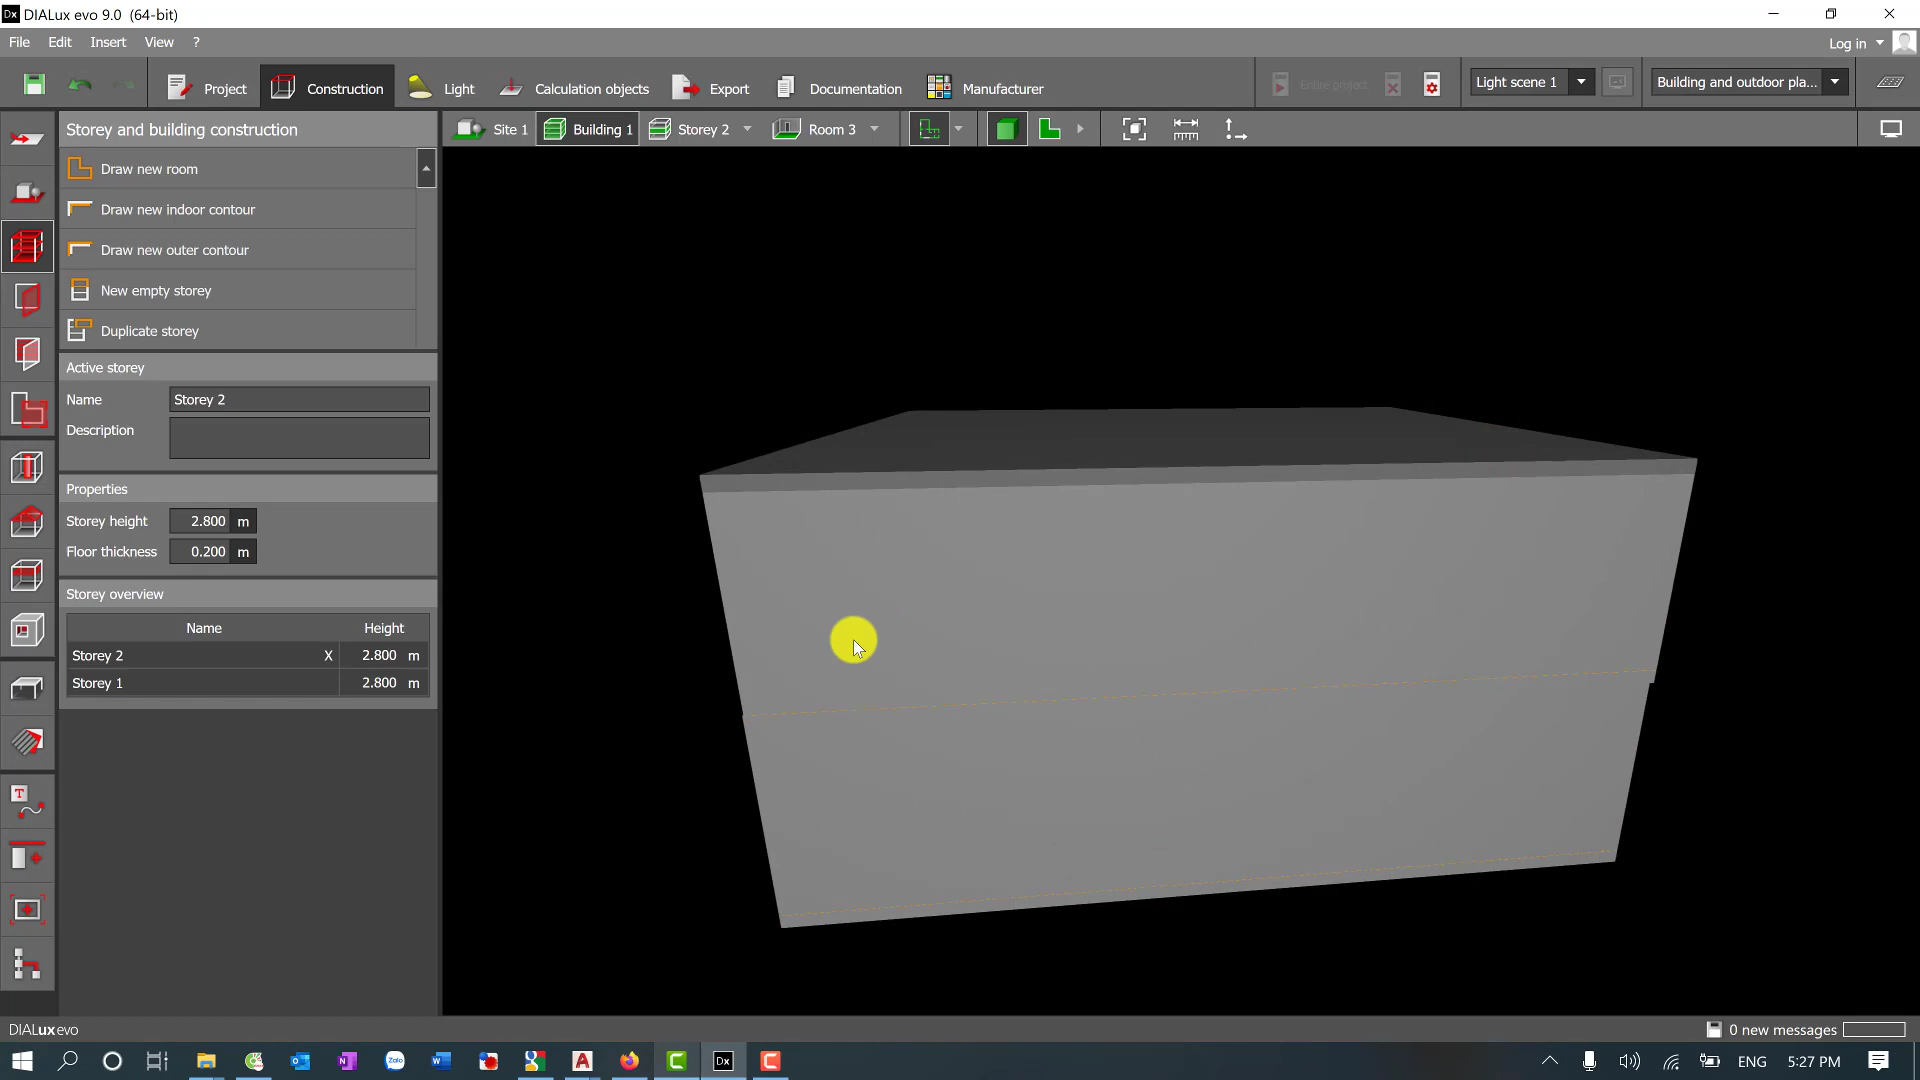 DIALux evo 9.0 (64-bit)
File Edit Insert View ?
Log in
Project Construction Light Calculation objects Export Documentation Manufacturer Entire project Light scene 1 Building and outdoor pla...
Storey and building construction
Site 1 Building 1 Storey 2 Room 3
Draw new room
Draw new indoor contour
Draw new outer contour
New empty storey
Duplicate storey
Active storey
Name Storey 2
Description
Properties
Storey height 2.800 m
Floor thickness 0.200 m
Storey overview
Name Height
Storey 2 X 2.800 m
Storey 1 2.800 m
DIALux evo
0 new messages
ENG 5:27 PM